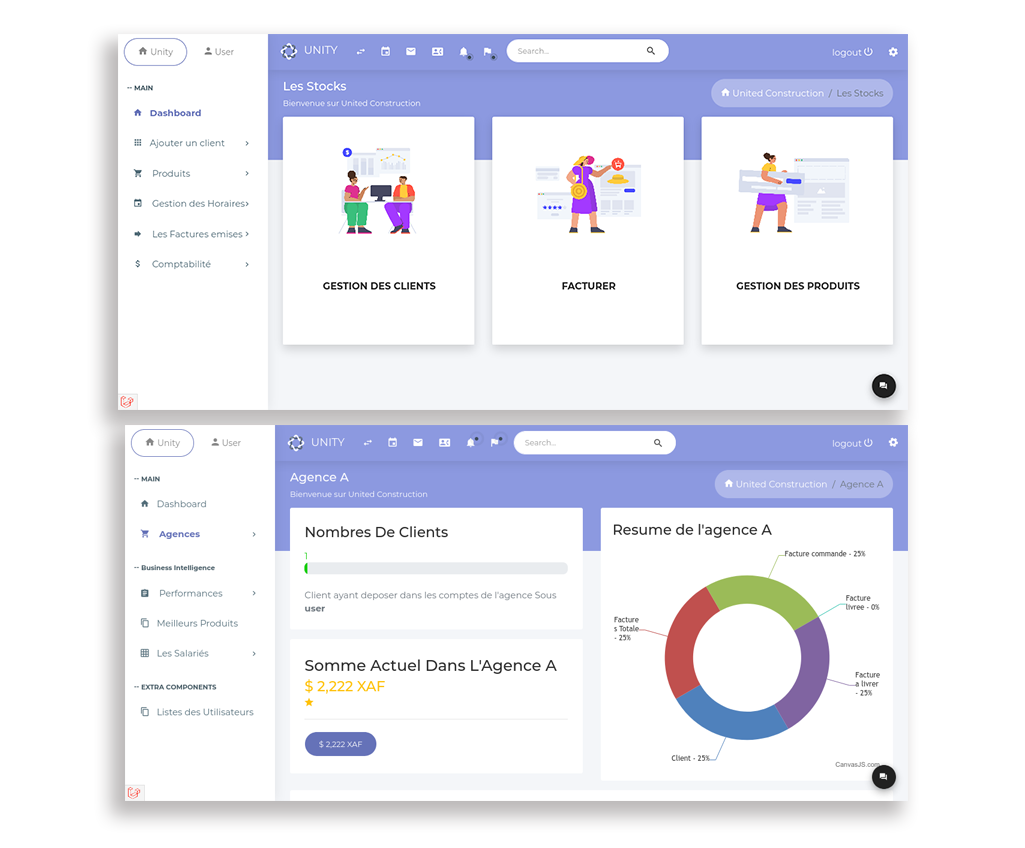 Unity
User
UNITY
Search...
logout
-- MAIN
Dashboard
Ajouter un client
Produits
Gestion des Horaires
Les Factures emises
Comptabilité
Les Stocks
Bienvenue sur United Construction
United Construction / Les Stocks
GESTION DES CLIENTS
FACTURER
GESTION DES PRODUITS
Unity
User
UNITY
Search...
logout
-- MAIN
Dashboard
Agences
-- Business Intelligence
Performances
Meilleurs Produits
Les Salariés
-- EXTRA COMPONENTS
Listes des Utilisateurs
Agence A
Bienvenue sur United Construction
United Construction / Agence A
Nombres De Clients
1
Client ayant deposer dans les comptes de l'agence Sous
user
Somme Actuel Dans L'Agence A
$ 2,222 XAF
$ 2,222 XAF
Resume de l'agence A
Facture commande - 25%
Facture
livree - 0%
Facture
s Totale
- 25%
Facture
a livrer
- 25%
Client - 25%
CanvasJS.com